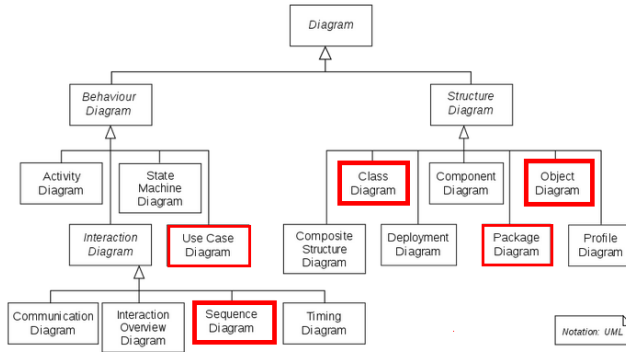 Diagram
Behaviour
Diagram
Structure
Diagram
Activity
Diagram
State
Machine
Diagram
Class
Diagram
Component
Diagram
Object
Diagram
Interaction
Diagram
Use Case
Diagram
Composite
Structure
Diagram
Deployment
Diagram
Package
Diagram
Profile
Diagram
Communication
Diagram
Interaction
Overview
Diagram
Sequence
Diagram
Timing
Diagram
Notation: UML